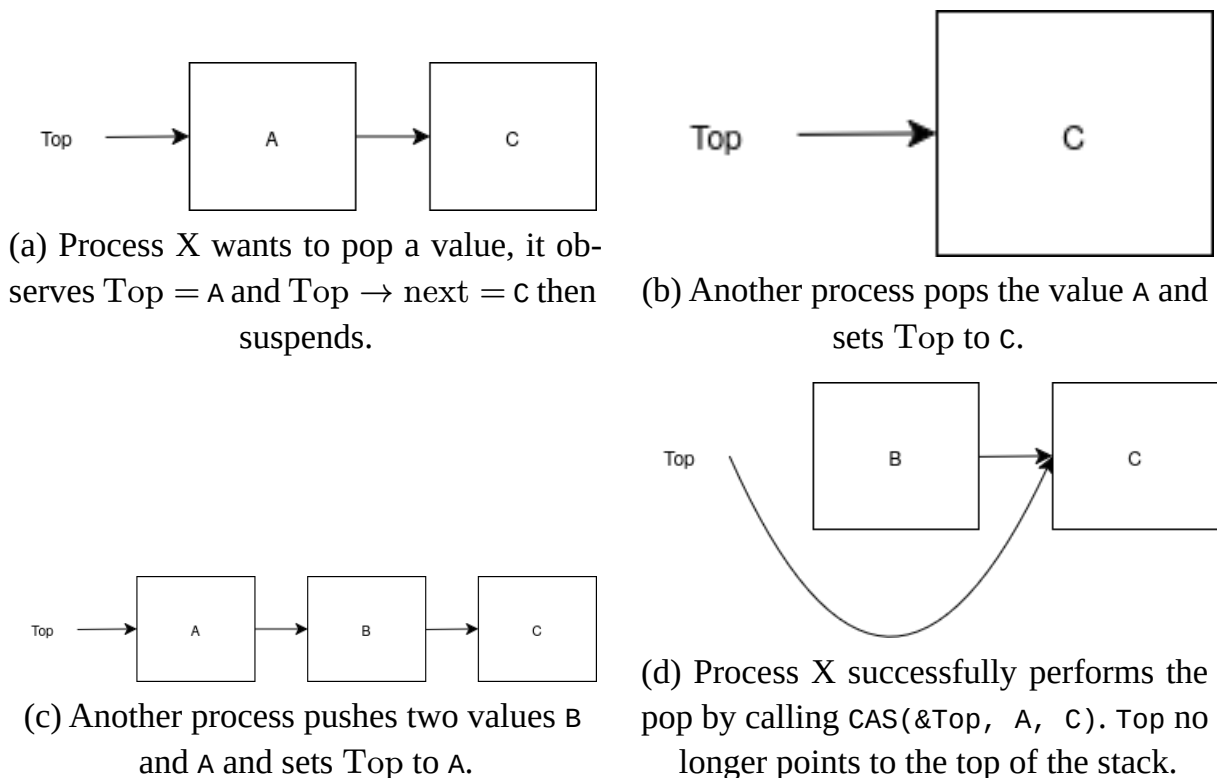 Top
A
C
(a) Process X wants to pop a value, it ob-
serves Top = A and Top → next = C then
suspends.
Top
C
(b) Another process pops the value A and
sets Top to C.
Top
A
B
C
(c) Another process pushes two values B
and A and sets Top to A.
Top
B
C
(d) Process X successfully performs the
pop by calling CAS(&Top, A, C). Top no
longer points to the top of the stack.